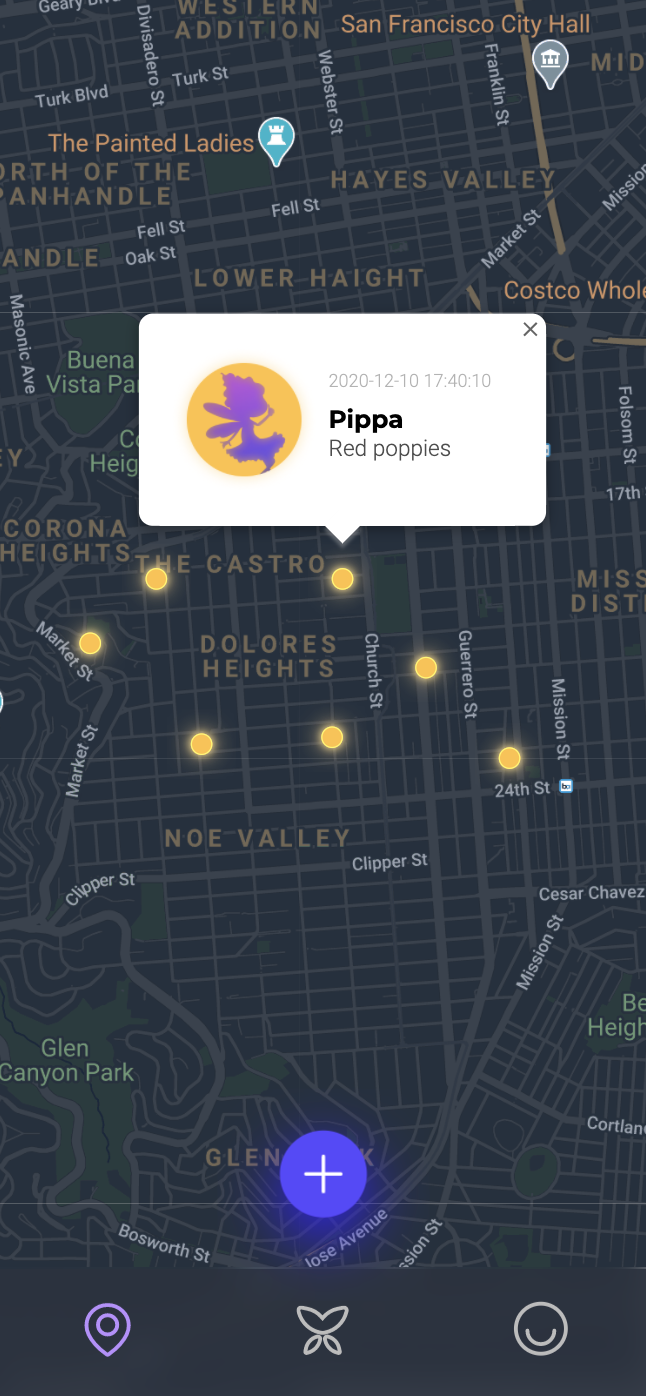 Geary Blvd
WESTERN
ADDITION
San Francisco City Hall
Divisadero St
Turk St
Webster St
Franklin St
MID
Turk Blvd
The Painted Ladies
ORTH OF THE
PANHANDLE
HAYES VALLEY
Mission
Fell St
Fell St
Oak St
Market St
ANDLE
LOWER HAIGHT
Costco Whole
Masonic Ave
Buena
Vista Par
2020-12-10 17:40:10
Pippa
Red poppies
Folsom St
Co
Heig
EY
17th
CORONA
HEIGHTS
THE CASTRO
MISS
DIST
Market St
DOLORES
HEIGHTS
Church St
Guerrero St
Mission St
Market St
24th St
NOE VALLEY
Clipper St
Clipper St
Cesar Chavez
Mission St
Be
Heigh
Glen
Canyon Park
Cortlan
GLEN K
Bosworth St
Jose Avenue
ssion St